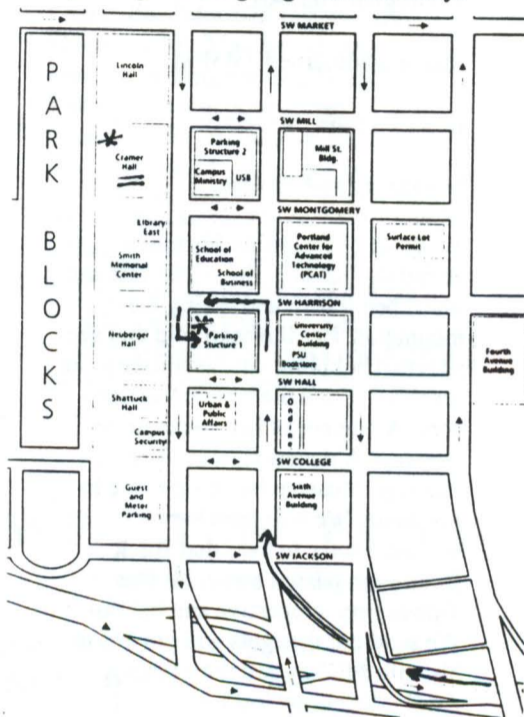 SW MARKET
Lincoln
Hall
SW MILL
Parking
Structure 2
Campus
Ministry
USB
Mill St.
Bldg.
Cramer
Hall
SW MONTGOMERY
PARK BLOCKS
Library
East
School of
Education
School of
Business
Portland
Center for
Advanced
Technology
(PCAT)
Surface Lot
Permit
Smith
Memorial
Center
SW HARRISON
Neuberger
Hall
Parking
Stucture 1
University
Center
Building
PSU
Bookstore
Fourth
Avenue
Building
SW HALL
Shattuck
Hall
Campus
Security
Urban &
Public
Affairs
Ondine
SW COLLEGE
Guest
and
Meter
Parking
Sixth
Avenue
Building
SW JACKSON